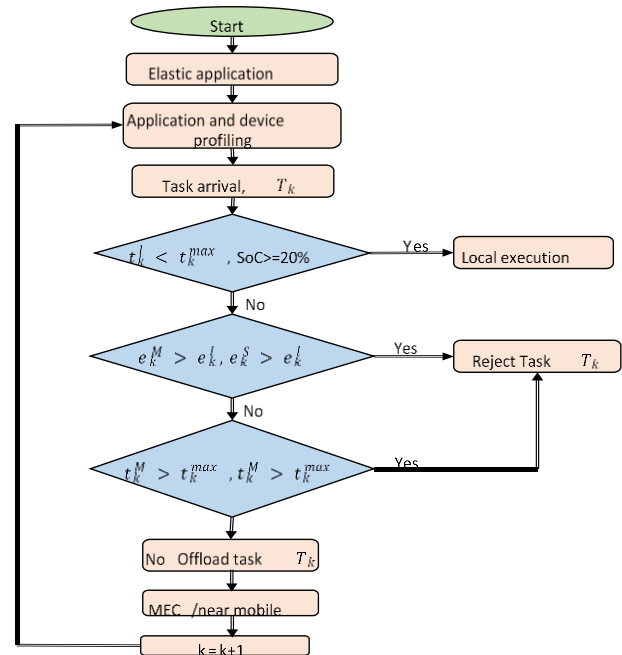 Start
Elastic application
Application and device
profiling
Task arrival, T_k
t_k^l < t_k^max , SoC>=20%
Yes
Local execution
No
e_k^M > e_k^l, e_k^S > e_k^l
Yes
Reject Task T_k
No
t_k^M > t_k^max , t_k^M > t_k^max
Yes
No Offload task T_k
MEC /near mobile
k=k+1